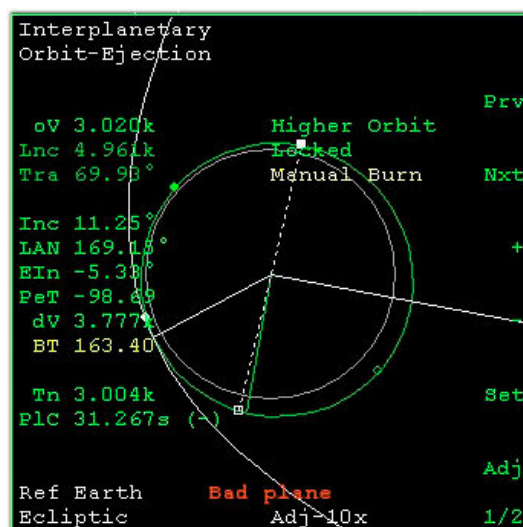 Interplanetary
Orbit-Ejection
Prv
oV 3.020k Higher Orbit
Lnc 4.961k Locked
Tra 69.93° Manual Burn Nxt
Inc 11.25°
LAN 169.15° +
EIn -5.33°
PeT -98.69
dV 3.777k -
BT 163.40
Tn 3.004k Set
PlC 31.267s (-)
Adj
Ref Earth Bad plane
Ecliptic Adj-10x 1/2